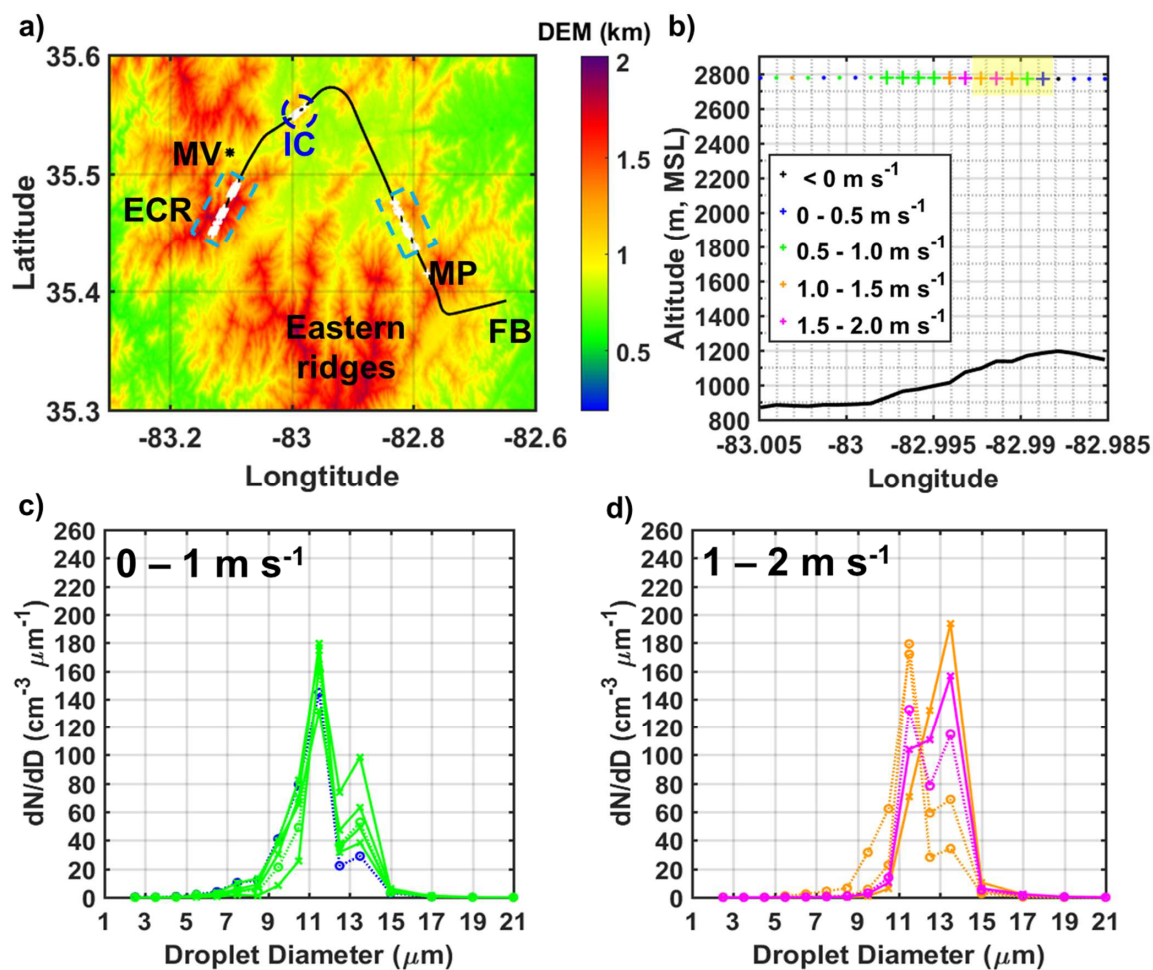 a)
DEM (km)
35.6
35.5
35.4
35.3
Latitude
MV
IC
ECR
MP
Eastern
ridges
FB
-83.2
-83
-82.8
-82.6
Longtitude
2
1.5
1
0.5
b)
2800
2600
2400
2200
2000
1800
1600
1400
1200
1000
800
Altitude (m, MSL)
< 0 m s-1
0 - 0.5 m s-1
0.5 - 1.0 m s-1
1.0 - 1.5 m s-1
1.5 - 2.0 m s-1
-83.005
-83
-82.995
-82.99
-82.985
Longitude
c)
260
240
220
200
180
160
140
120
100
80
60
40
20
0
dN/dD (cm-3 μm-1)
0 – 1 m s-1
1 3 5 7 9 11 13 15 17 19 21
Droplet Diameter (μm)
d)
260
240
220
200
180
160
140
120
100
80
60
40
20
0
dN/dD (cm-3 μm-1)
1 – 2 m s-1
1 3 5 7 9 11 13 15 17 19 21
Droplet Diameter (μm)